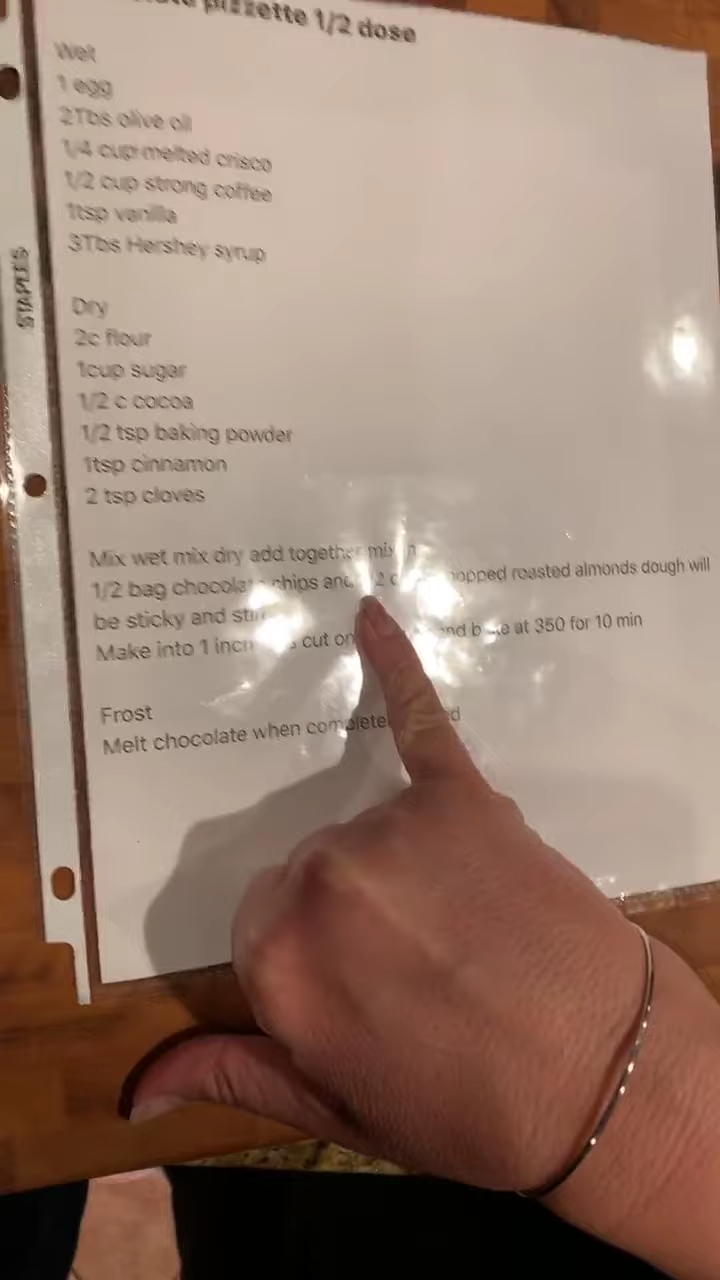 pizzette 1/2 dose
Wet
1 egg
2Tbs olive oil
1/4 cup melted crisco
1/2 cup strong coffee
1tsp vanilla
3Tbs Hershey syrup
Dry
2c flour
1cup sugar
1/2 c cocoa
1/2 tsp baking powder
1tsp cinnamon
2 tsp cloves
Mix wet mix dry add together mix
1/2 bag chocolate chips and roasted almonds dough will
be sticky and
Make into 1 inch cut on at 350 for 10 min
Frost
Melt chocolate when
STAPLES